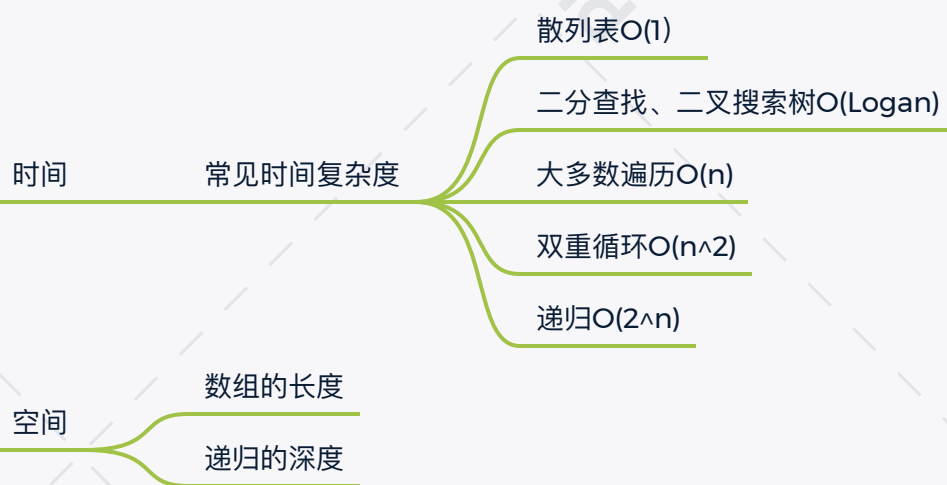 散列表O(1)
二分查找、二叉搜索树O(Logan)
时间
常见时间复杂度
大多数遍历O(n)
双重循环O(n^2)
递归O(2^n)
空间
数组的长度
递归的深度